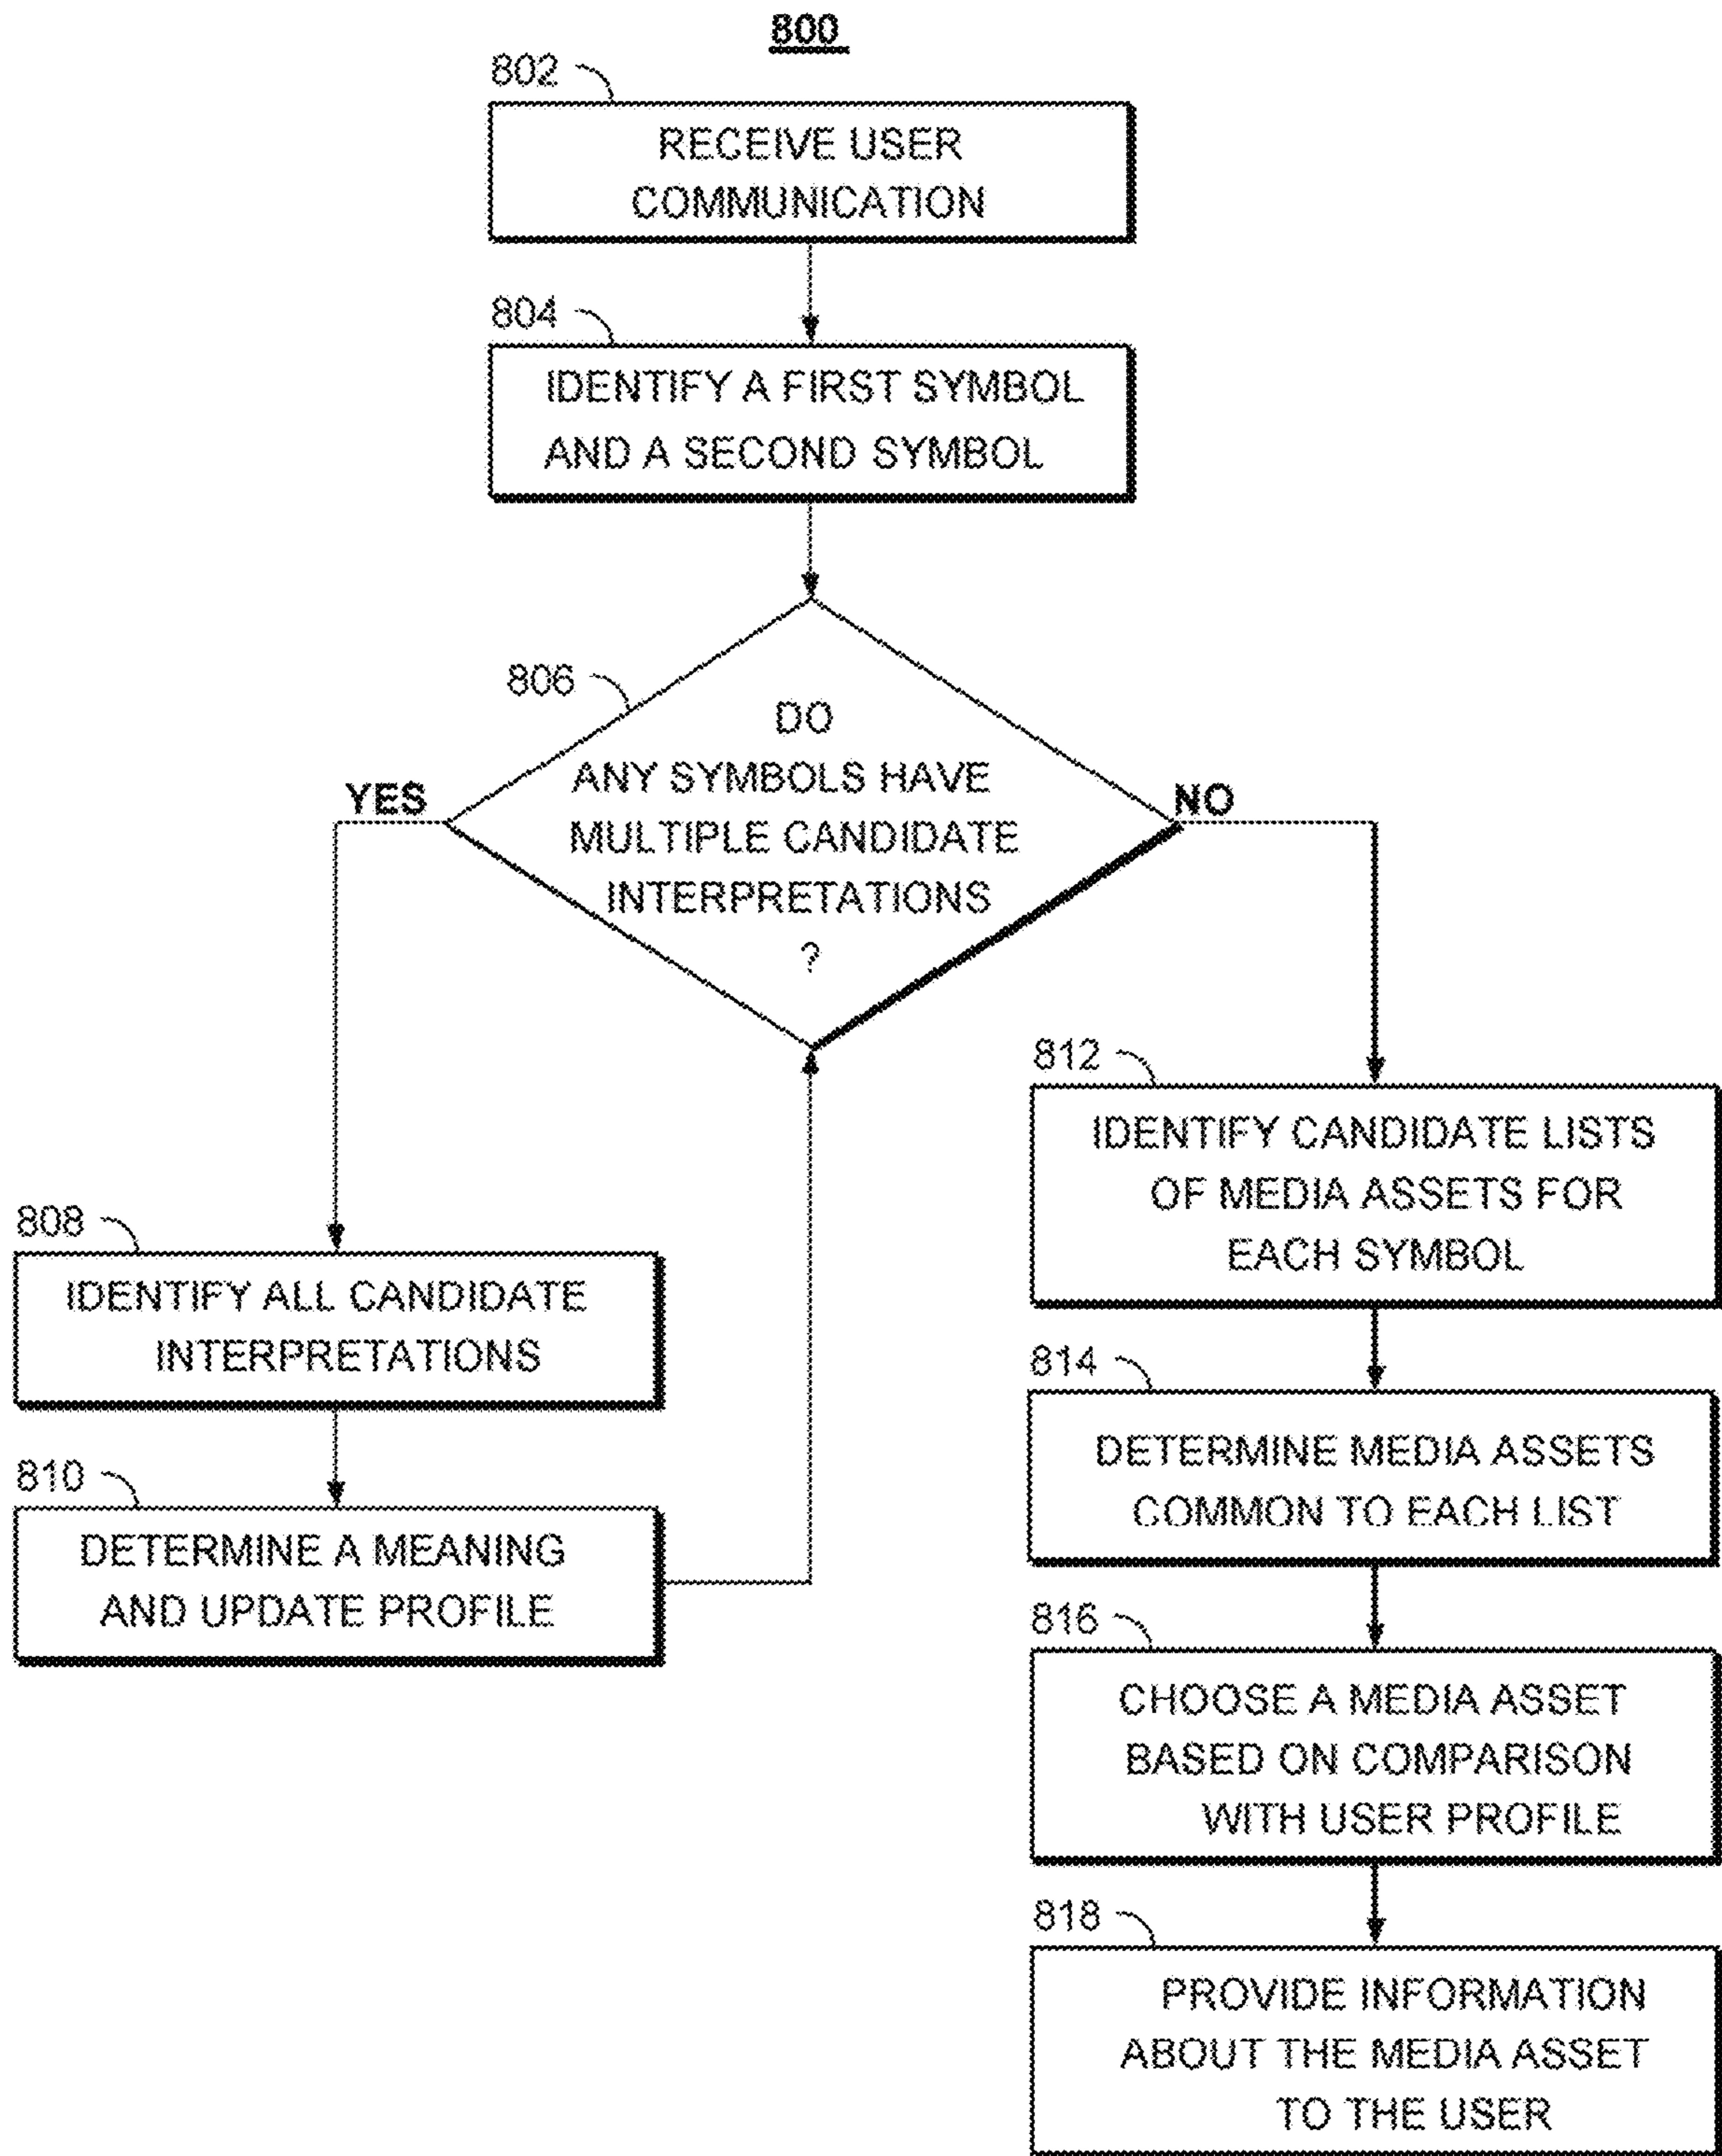 800
802
RECEIVE USER
COMMUNICATION
804
IDENTIFY A FIRST SYMBOL
AND A SECOND SYMBOL
806
DO
ANY SYMBOLS HAVE
MULTIPLE CANDIDATE
INTERPRETATIONS
?
YES
NO
808
IDENTIFY ALL CANDIDATE
INTERPRETATIONS
810
DETERMINE A MEANING
AND UPDATE PROFILE
812
IDENTIFY CANDIDATE LISTS
OF MEDIA ASSETS FOR
EACH SYMBOL
814
DETERMINE MEDIA ASSETS
COMMON TO EACH LIST
816
CHOOSE A MEDIA ASSET
BASED ON COMPARISON
WITH USER PROFILE
818
PROVIDE INFORMATION
ABOUT THE MEDIA ASSET
TO THE USER